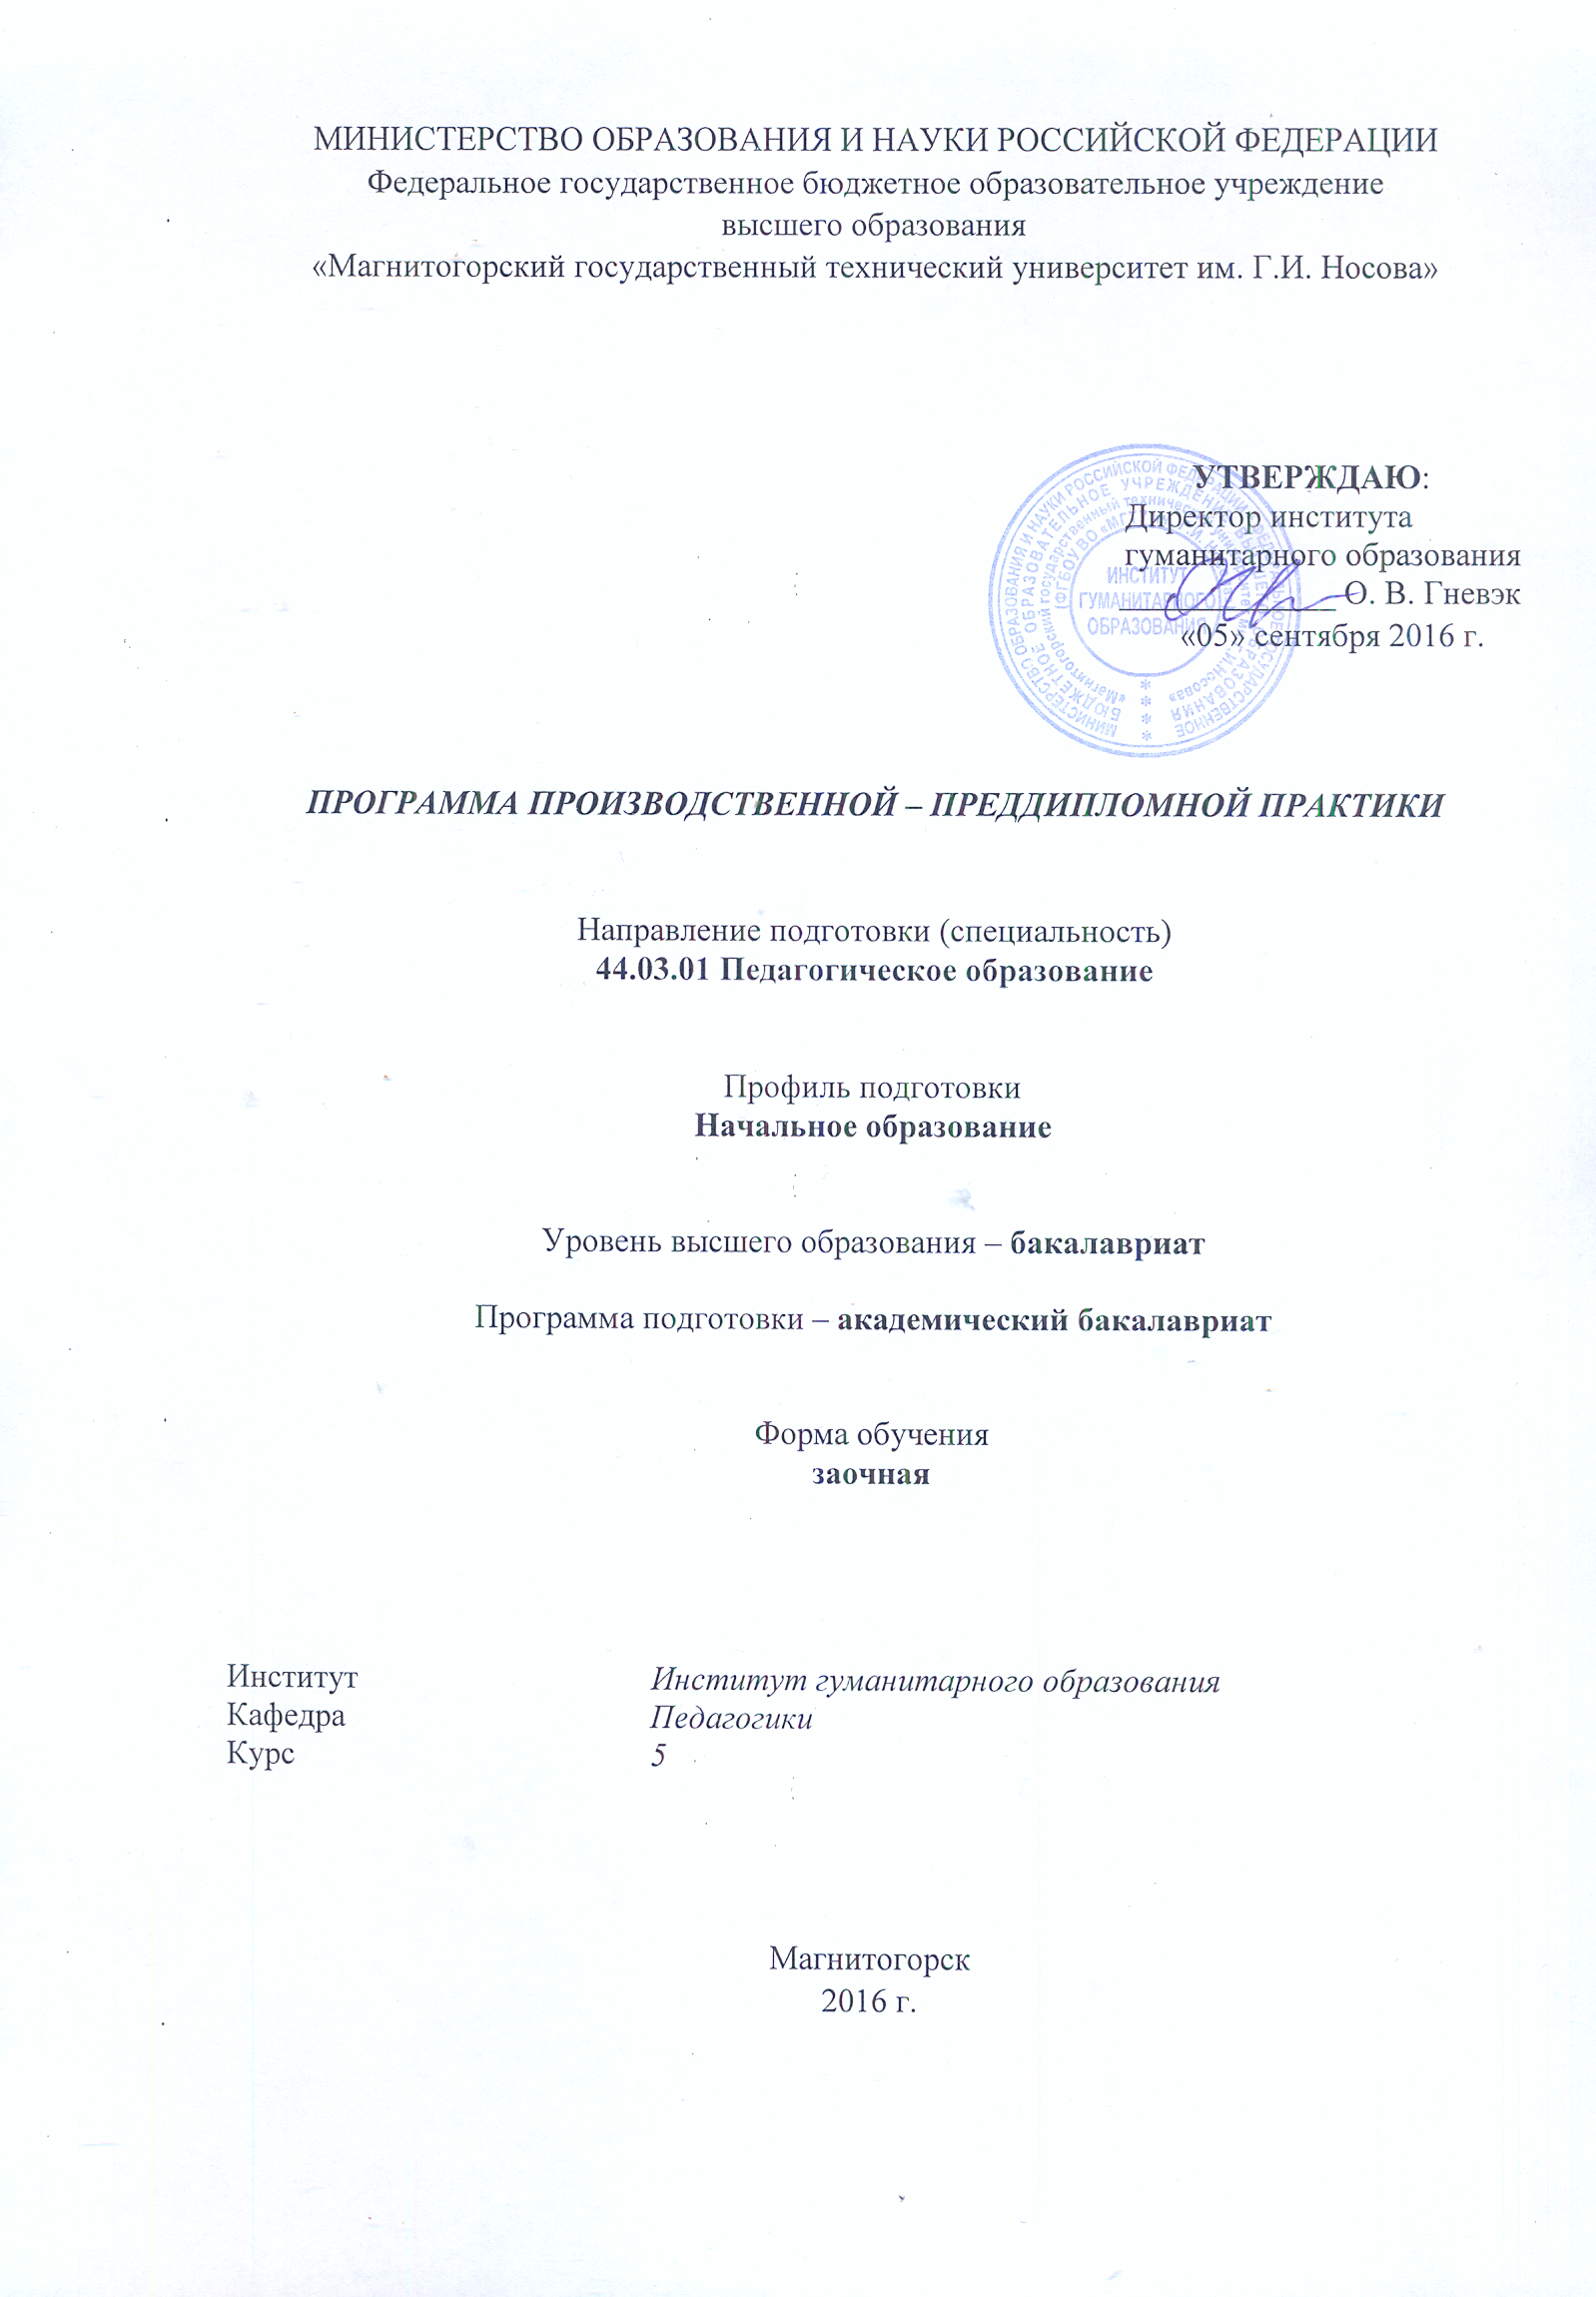 МИНИСТЕРСТВО ОБРАЗОВАНИЯ И НАУКИ РОССИЙСКОЙ ФЕДЕРАЦИИ
Федеральное государственное бюджетное образовательное учреждение
высшего образования
«Магнитогорский государственный технический университет им. Г.И. Носова»
УТВЕРЖДАЮ:
Директор института
гуманитарного образования
О. В. Гневэк
«05» сентября 2016 г.
ИНСТИТУТ
ГУМАНИТАРНОГО
ОБРАЗОВАНИЯ
ПРОГРАММА ПРОИЗВОДСТВЕННОЙ – ПРЕДДИПЛОМНОЙ ПРАКТИКИ
Направление подготовки (специальность)
44.03.01 Педагогическое образование
Профиль подготовки
Начальное образование
Уровень высшего образования – бакалавриат
Программа подготовки – академический бакалавриат
Форма обучения
заочная
Институт Институт гуманитарного образования
Кафедра Педагогики
Курс 5
Магнитогорск
2016 г.